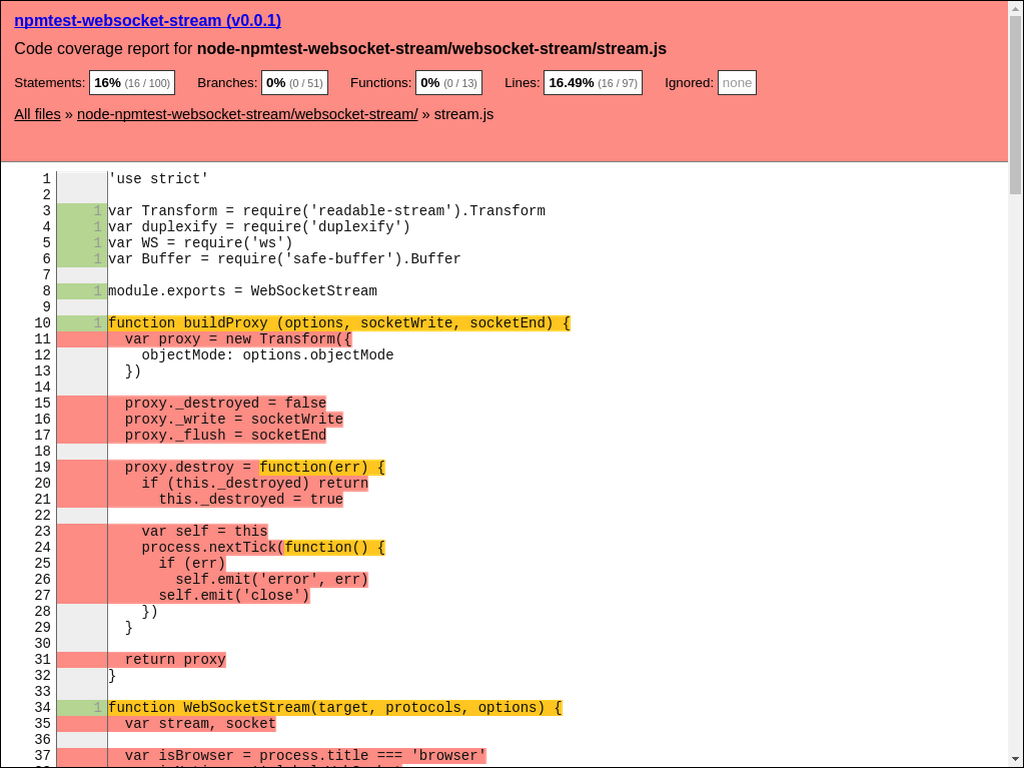 npmtest-websocket-stream (v0.0.1)
Code coverage report for node-npmtest-websocket-stream/websocket-stream/stream.js
Statements: 16% (16 / 100) Branches: 0% (0 / 51) Functions: 0% (0 / 13) Lines: 16.49% (16 / 97) Ignored: none
All files » node-npmtest-websocket-stream/websocket-stream/ » stream.js
1 'use strict'
2
3 1 var Transform = require('readable-stream').Transform
4 1 var duplexify = require('duplexify')
5 1 var WS = require('ws')
6 1 var Buffer = require('safe-buffer').Buffer
7
8 1 module.exports = WebSocketStream
9
10 1 function buildProxy (options, socketWrite, socketEnd) {
11   var proxy = new Transform({
12     objectMode: options.objectMode
13   })
14
15   proxy._destroyed = false
16   proxy._write = socketWrite
17   proxy._flush = socketEnd
18
19   proxy.destroy = function(err) {
20     if (this._destroyed) return
21       this._destroyed = true
22
23     var self = this
24     process.nextTick(function() {
25       if (err)
26         self.emit('error', err)
27       self.emit('close')
28     })
29   }
30
31   return proxy
32 }
33
34 1 function WebSocketStream(target, protocols, options) {
35   var stream, socket
36
37   var isBrowser = process.title === 'browser'